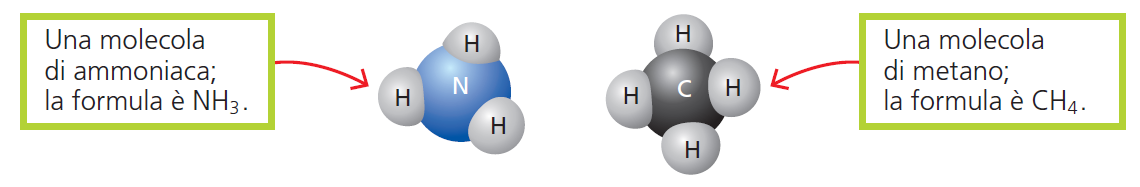 Una molecola
di ammoniaca;
la formula è NH₃.
H
N
H
H
H
C
H
H
H
Una molecola
di metano;
la formula è CH₄.